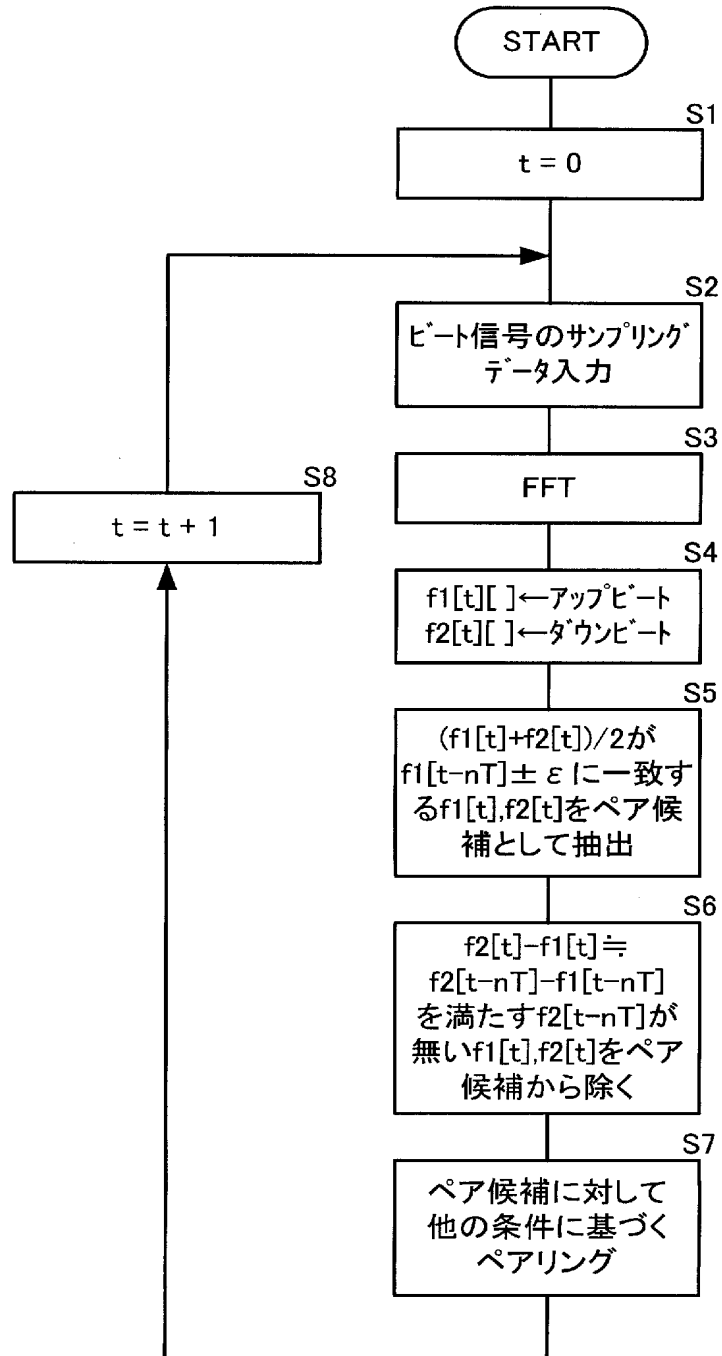 START
S1
t = 0
S2
ビート信号のサンプリング
データ入力
S3
FFT
S8
t = t + 1
S4
f1[t][ ]←アップビート
f2[t][ ]←ダウンビート
S5
(f1[t]+f2[t])/2が
f1[t-nT]± ε に一致す
るf1[t],f2[t]をペア候
補として抽出
S6
f2[t]-f1[t]≒
f2[t-nT]-f1[t-nT]
を満たすf2[t-nT]が
無いf1[t],f2[t]をペア
候補から除く
S7
ペア候補に対して
他の条件に基づく
ペアリング